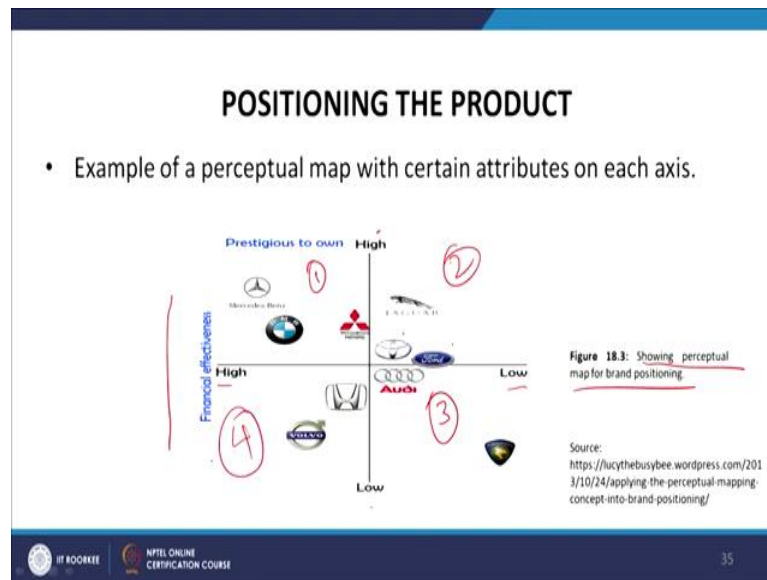 POSITIONING THE PRODUCT
• Example of a perceptual map with certain attributes on each axis.
Prestigious to own High
1
2
Mercedes-Benz
JAGUAR
BMW
Financial effectiveness
Ford
High
Low
Audi
3
4
VOLVO
Low
Figure 18.3: Showing perceptual
map for brand positioning.
Source:
https://lucythebusybee.wordpress.com/201
3/10/24/applying-the-perceptual-mapping-
concept-into-brand-positioning/
IIT ROORKEE
NPTEL ONLINE
CERTIFICATION COURSE
35